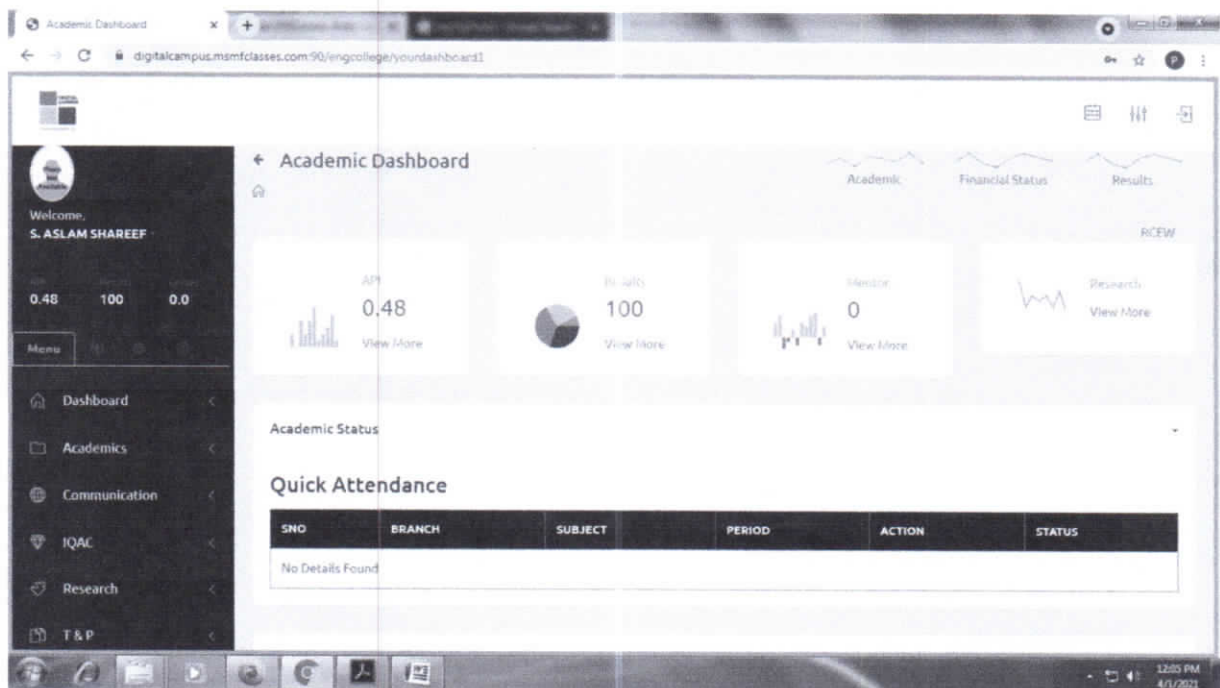 Academic Dashboard
digitalcampus.msmfclasses.com:90/engcollege/yourdashboard1
P
← Academic Dashboard
Academic
Financial Status
Results
RCEW
Welcome,
S. ASLAM SHAREEF
0.48 100 0.0
Menu
Dashboard
Academics
Communication
IQAC
Research
T & P
API
0.48
View More
Results
100
View More
Mentor
0
View More
Research
View More
Academic Status
Quick Attendance
SNO BRANCH SUBJECT PERIOD ACTION STATUS
No Details Found
12:05 PM
4/1/2021